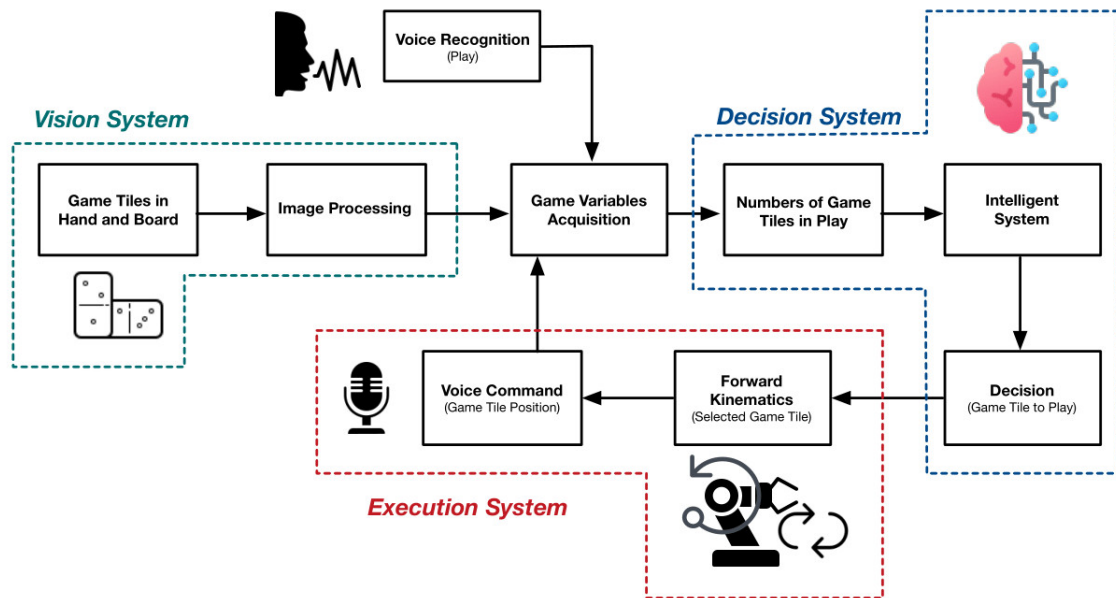 Voice Recognition
(Play)
Vision System
Decision System
Game Tiles in
Hand and Board
Image Processing
Game Variables
Acquisition
Numbers of Game
Tiles in Play
Intelligent
System
Voice Command
(Game Tile Position)
Forward
Kinematics
(Selected Game Tile)
Decision
(Game Tile to Play)
Execution System